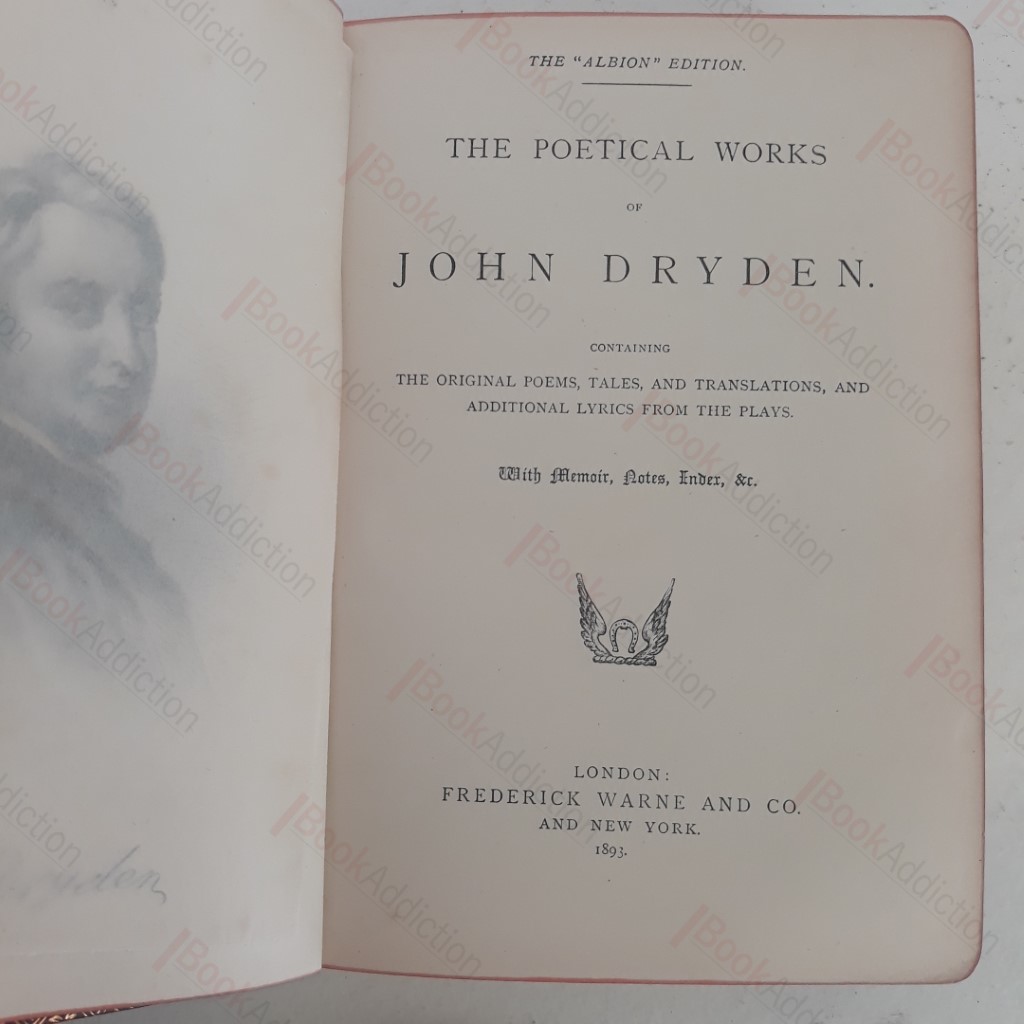 THE "ALBION" EDITION.
THE POETICAL WORKS
OF
JOHN DRYDEN.
CONTAINING
THE ORIGINAL POEMS, TALES, AND TRANSLATIONS, AND
ADDITIONAL LYRICS FROM THE PLAYS.
With Memoir, Notes, Index, &c.
LONDON:
FREDERICK WARNE AND CO.
AND NEW YORK.
1893.
BookAddiction